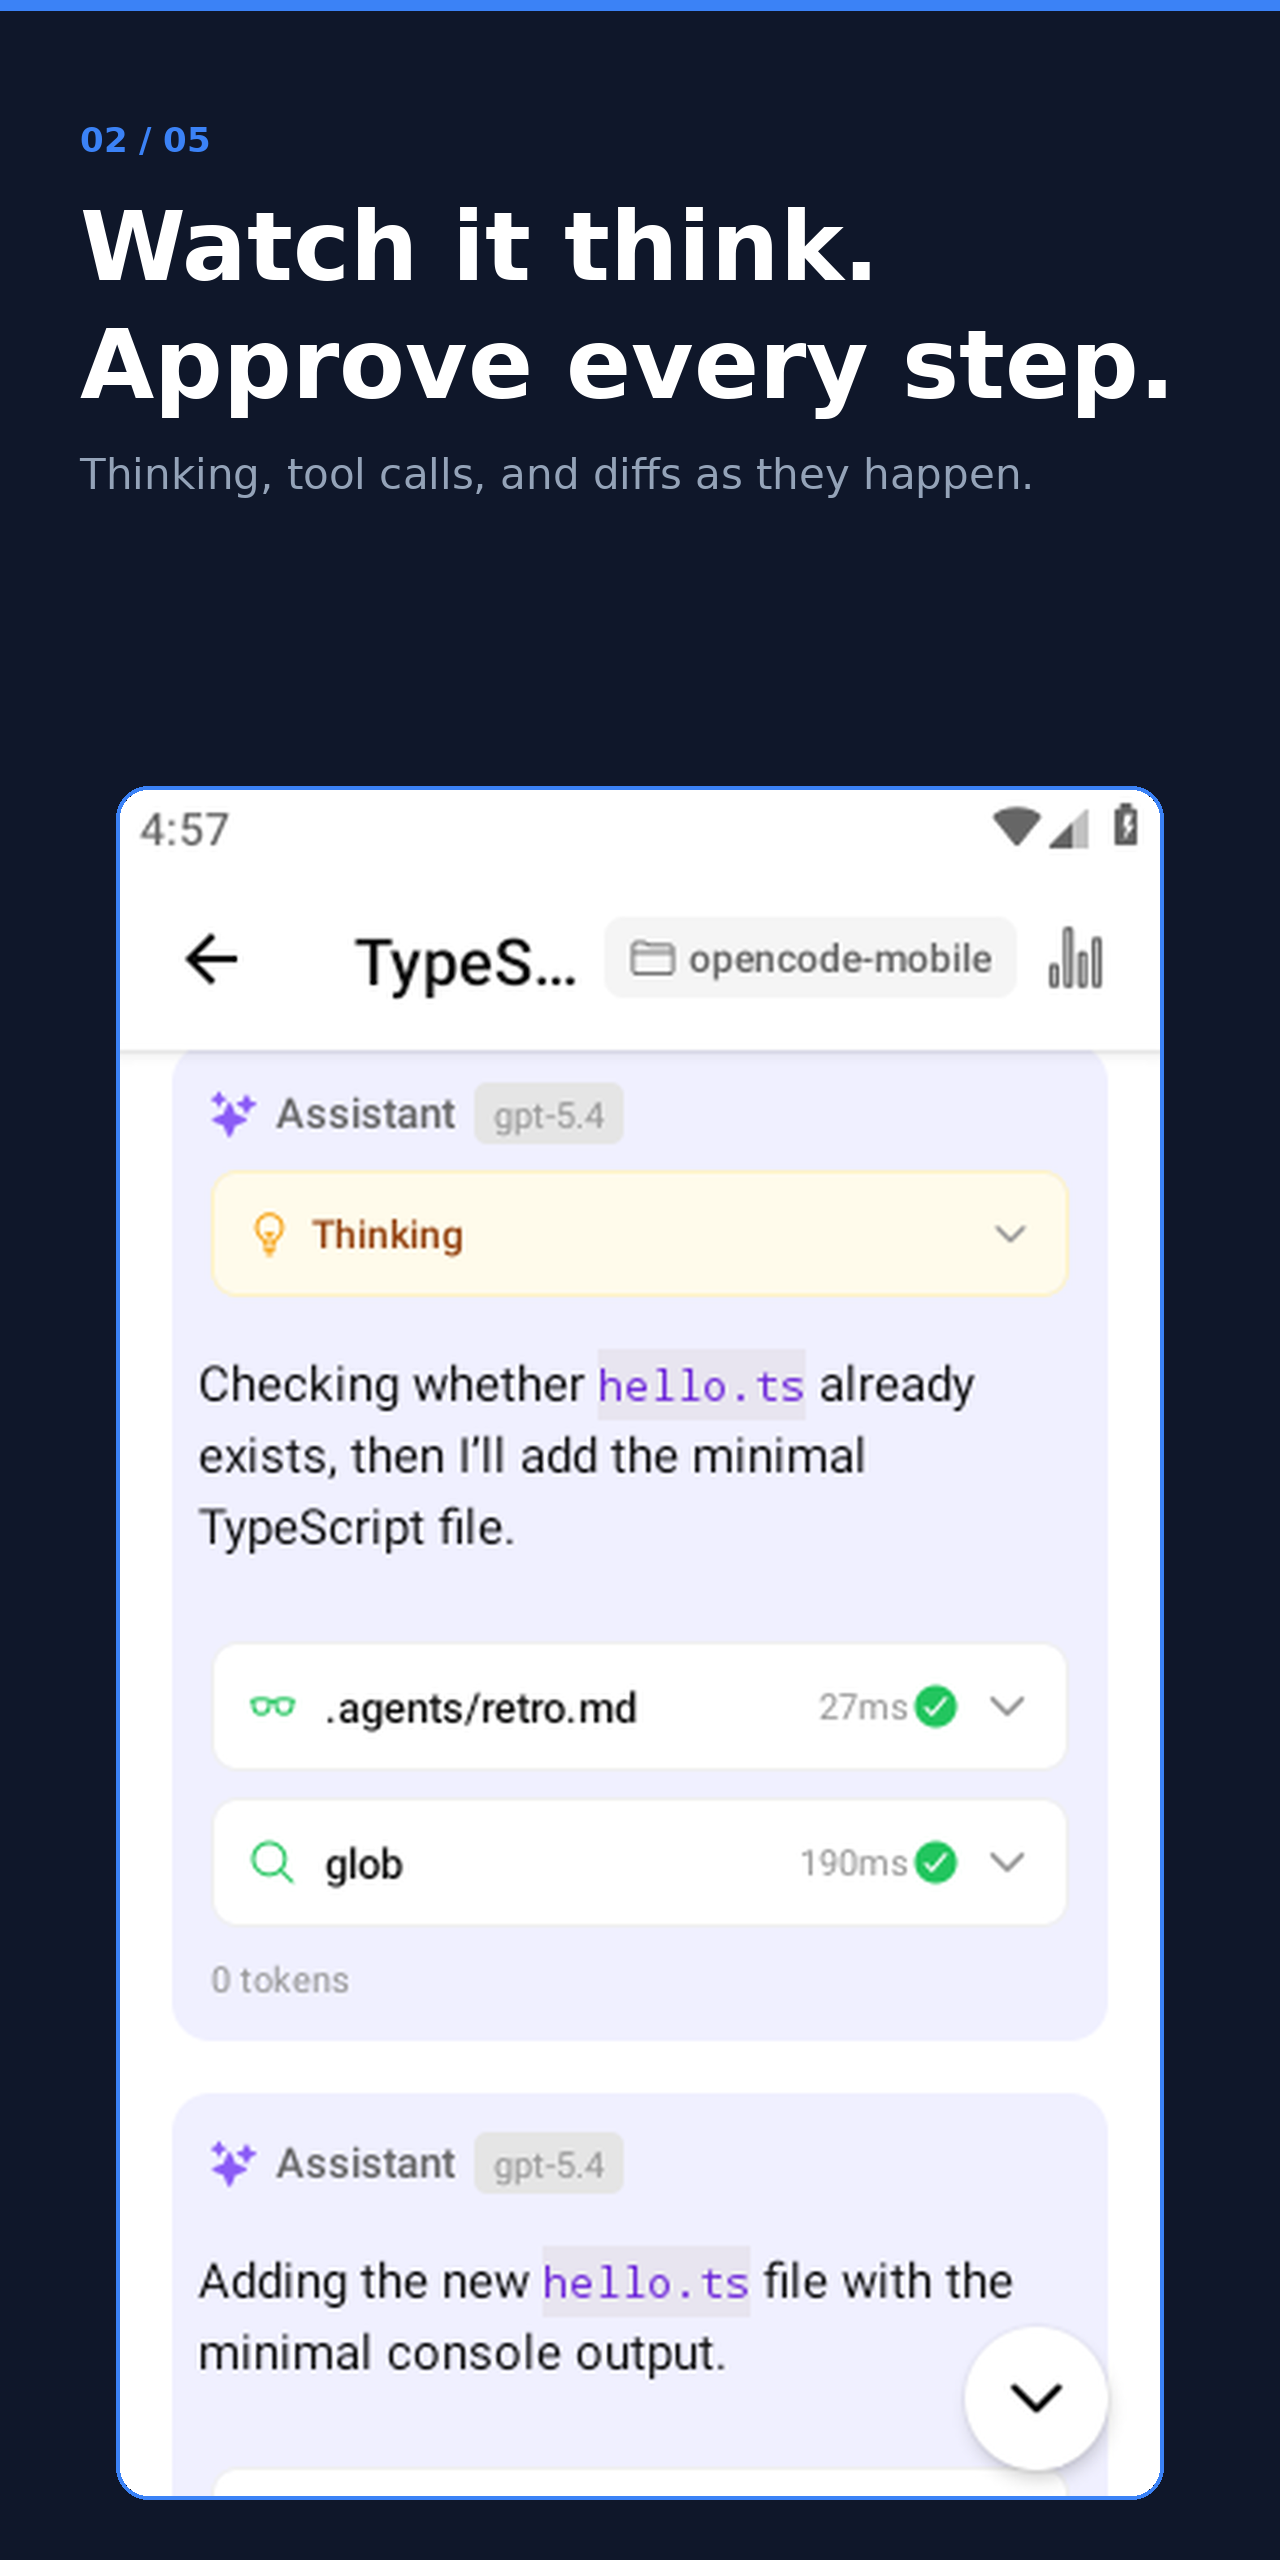 02 / 05
Watch it think.
Approve every step.
Thinking, tool calls, and diffs as they happen.
4:57
TypeS... opencode-mobile
Assistant gpt-5.4
Thinking
Checking whether hello.ts already
exists, then I’ll add the minimal
TypeScript file.
.agents/retro.md 27ms
glob 190ms
0 tokens
Assistant gpt-5.4
Adding the new hello.ts file with the
minimal console output.